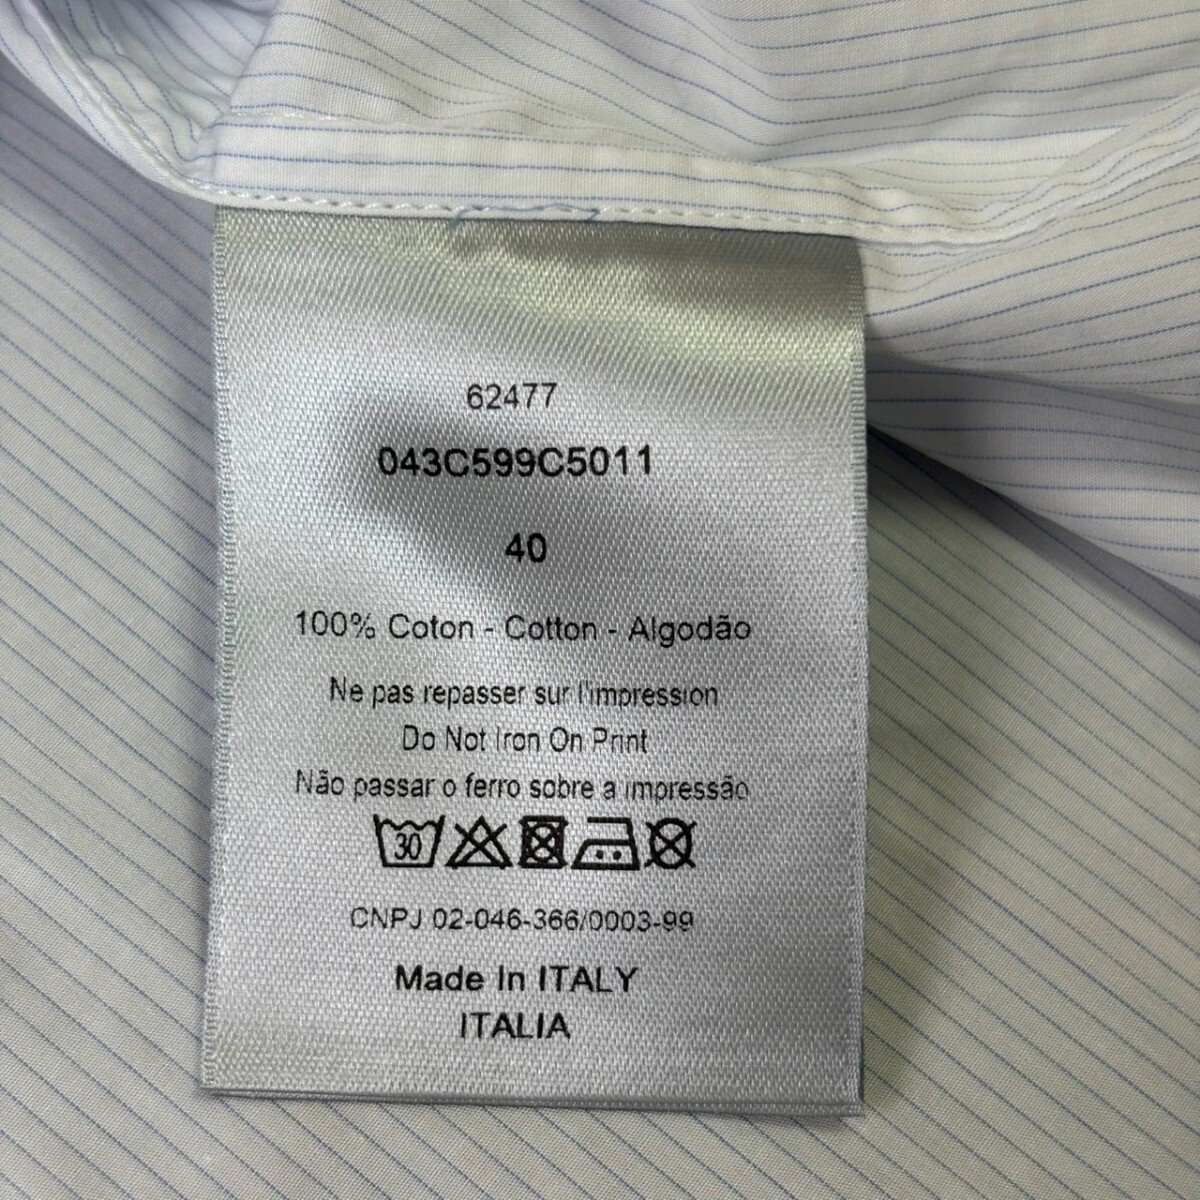 62477
043C599C5011
40
100% Coton - Cotton - Algodão
Ne pas repasser sur l'impression
Do Not Iron On Print
Não passar o ferro sobre a impressão
30
CNPJ 02-046-366/0003-99
Made In ITALY
ITALIA